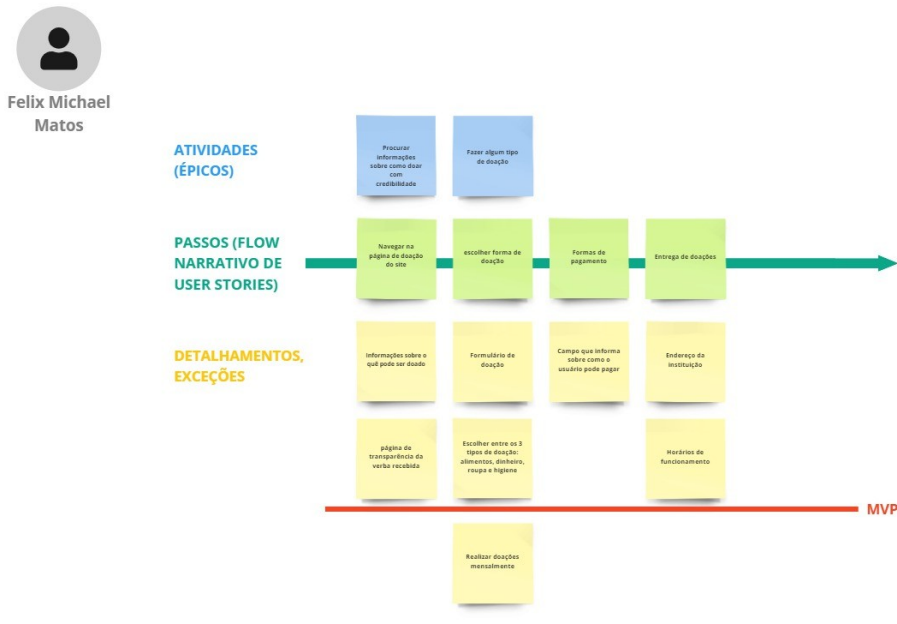 Felix Michael
Matos
ATIVIDADES
(ÉPICOS)
Procurar
informações
sobre como doar
com
credibilidade
Fazer algum tipo
de doação
PASSOS (FLOW
NARRATIVO DE
USER STORIES)
Navegar na
página de doação
do site
escolher forma de
doação
Formas de
pagamento
Entrega de doações
DETALHAMENTOS,
EXCEÇÕES
Informações sobre o
quê pode ser doado
Formulário de
doação
Campo que informa
sobre como o
usuário pode pagar
Endereço da
instituição
página de
transparência da
verba recebida
Escolher entre os 3
tipos de doação:
alimentos, dinheiro,
roupa e higiene
Horários de
funcionamento
MVP
Realizar doações
mensalmente